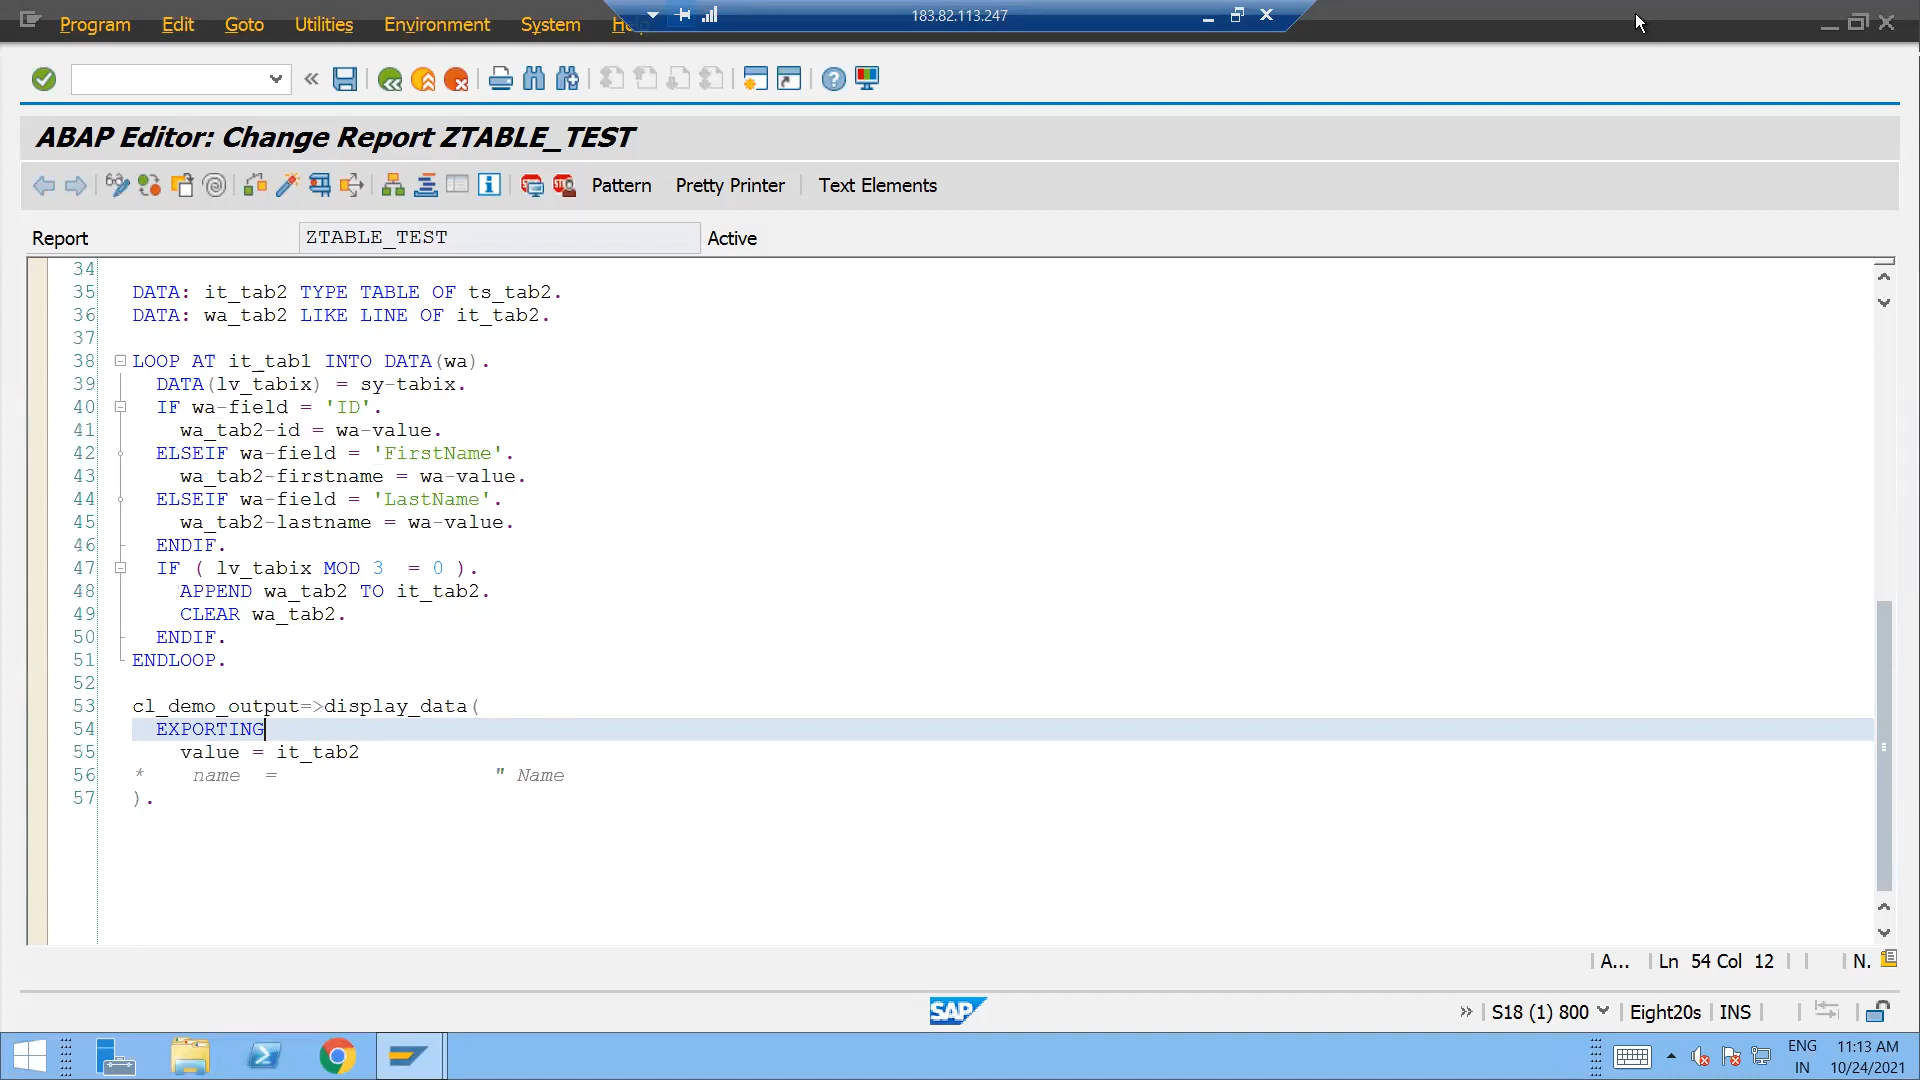 Program Edit Goto Utilities Environment System
183.82.113.247
ABAP Editor: Change Report ZTABLE_TEST
Pattern Pretty Printer Text Elements
Report ZTABLE_TEST Active
34
35 DATA: it_tab2 TYPE TABLE OF ts_tab2.
36 DATA: wa_tab2 LIKE LINE OF it_tab2.
37
38 LOOP AT it_tab1 INTO DATA(wa).
39 DATA(lv_tabix) = sy-tabix.
40 IF wa-field = 'ID'.
41 wa_tab2-id = wa-value.
42 ELSEIF wa-field = 'FirstName'.
43 wa_tab2-firstname = wa-value.
44 ELSEIF wa-field = 'LastName'.
45 wa_tab2-lastname = wa-value.
46 ENDIF.
47 IF ( lv_tabix MOD 3 = 0 ).
48 APPEND wa_tab2 TO it_tab2.
49 CLEAR wa_tab2.
50 ENDIF.
51 ENDLOOP.
52
53 cl_demo_output=>display_data(
54 EXPORTING
55 value = it_tab2
56 * name = " Name
57 ).
A... Ln 54 Col 12 N.
SAP S18 (1) 800 Eight20s INS
ENG 11:13 AM
IN 10/24/2021